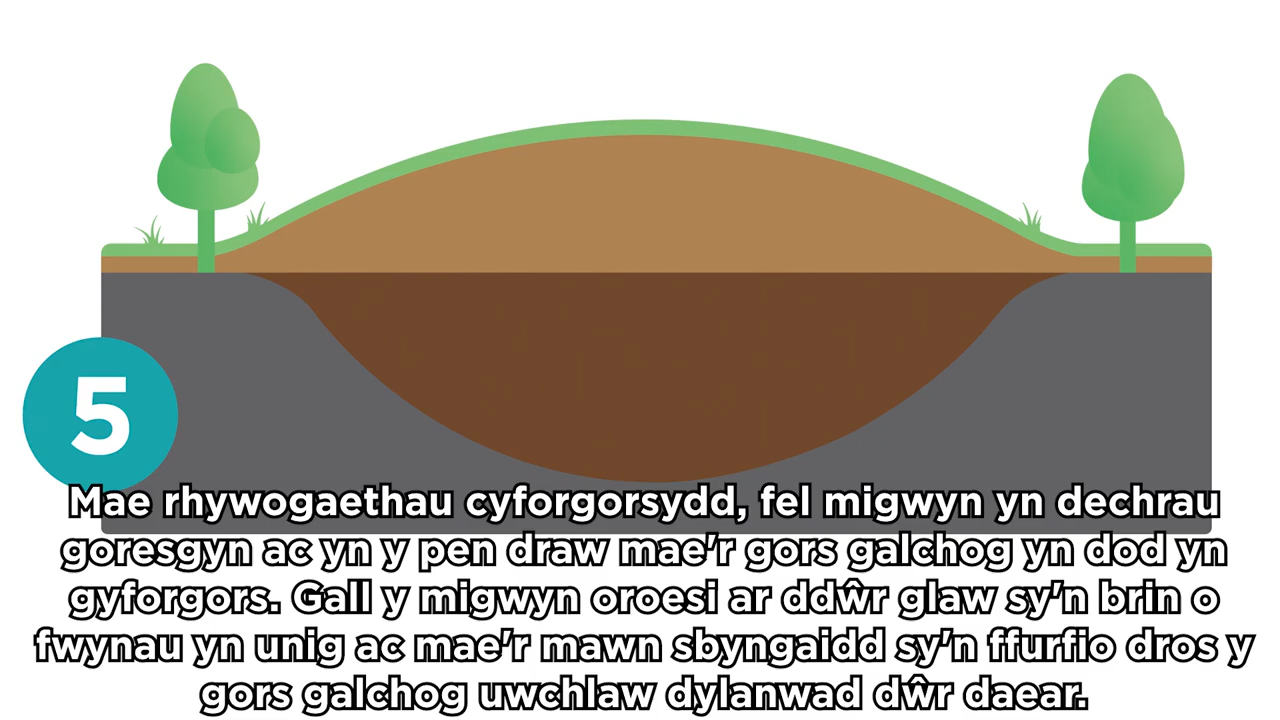 5
Mae rhywogaethau cyforgorsydd, fel migwyn yn dechrau
goresgyn ac yn y pen draw mae'r gors galchog yn dod yn
gyforgors. Gall y migwyn oroesi ar ddŵr glaw sy'n brin o
fwynau yn unig ac mae'r mawn sbyngaidd sy'n ffurfio dros y
gors galchog uwchlaw dylanwad dŵr daear.